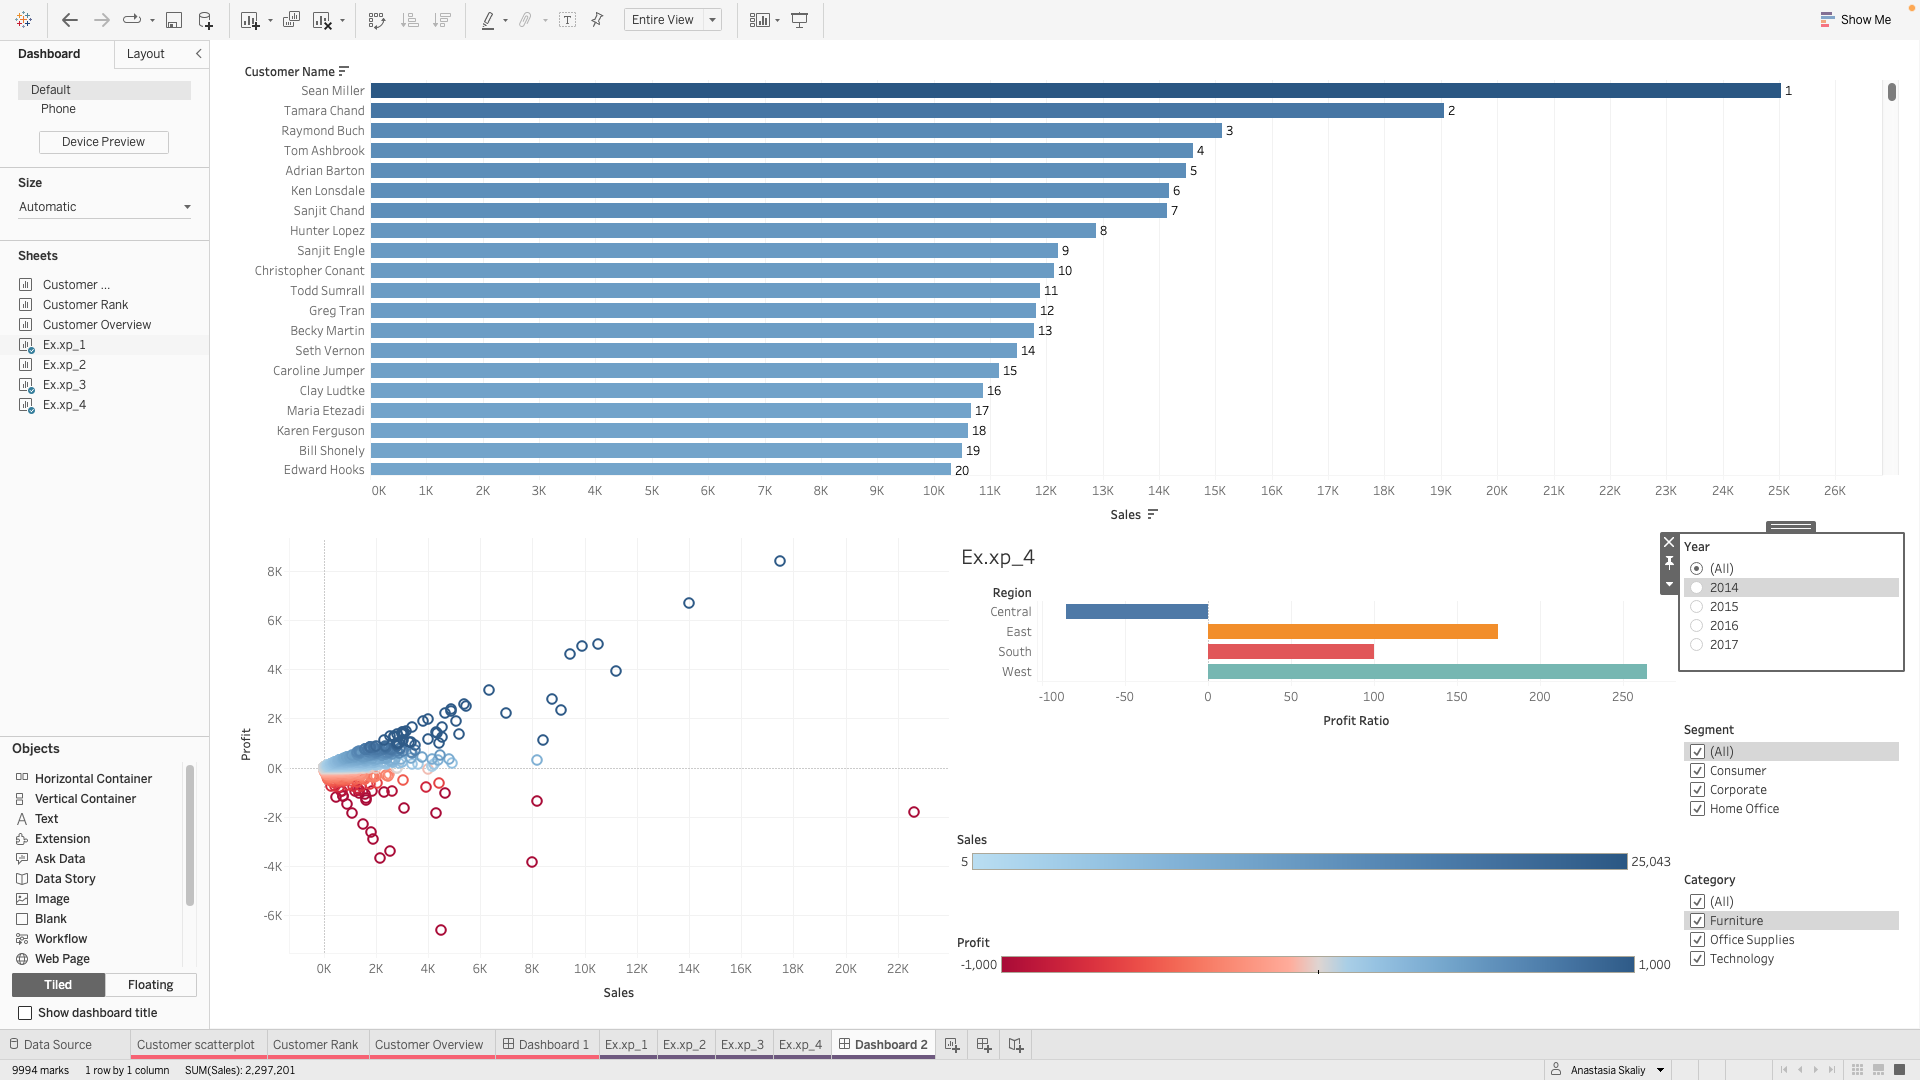 Entire View
Show Me
Dashboard
Layout
Default
Phone
Device Preview
Size
Automatic
Sheets
Customer ...
Customer Rank
Customer Overview
Ex.xp_1
Ex.xp_2
Ex.xp_3
Ex.xp_4
Objects
Horizontal Container
Vertical Container
Text
Extension
Ask Data
Data Story
Image
Blank
Workflow
Web Page
Tiled
Floating
Show dashboard title
Customer Name
Sean Miller 1
Tamara Chand 2
Raymond Buch 3
Tom Ashbrook 4
Adrian Barton 5
Ken Lonsdale 6
Sanjit Chand 7
Hunter Lopez 8
Sanjit Engle 9
Christopher Conant 10
Todd Sumrall 11
Greg Tran 12
Becky Martin 13
Seth Vernon 14
Caroline Jumper 15
Clay Ludtke 16
Maria Etezadi 17
Karen Ferguson 18
Bill Shonely 19
Edward Hooks 20
0K 1K 2K 3K 4K 5K 6K 7K 8K 9K 10K 11K 12K 13K 14K 15K 16K 17K 18K 19K 20K 21K 22K 23K 24K 25K 26K
Sales
8K
6K
4K
2K
0K
-2K
-4K
-6K
Profit
0K 2K 4K 6K 8K 10K 12K 14K 16K 18K 20K 22K
Sales
Ex.xp_4
Region
Central
East
South
West
-100 -50 0 50 100 150 200 250
Profit Ratio
Sales
5 25,043
Profit
-1,000 1,000
Year
(All)
2014
2015
2016
2017
Segment
(All)
Consumer
Corporate
Home Office
Category
(All)
Furniture
Office Supplies
Technology
Data Source
Customer scatterplot
Customer Rank
Customer Overview
Dashboard 1
Ex.xp_1
Ex.xp_2
Ex.xp_3
Ex.xp_4
Dashboard 2
9994 marks 1 row by 1 column SUM(Sales): 2,297,201
Anastasia Skaliy